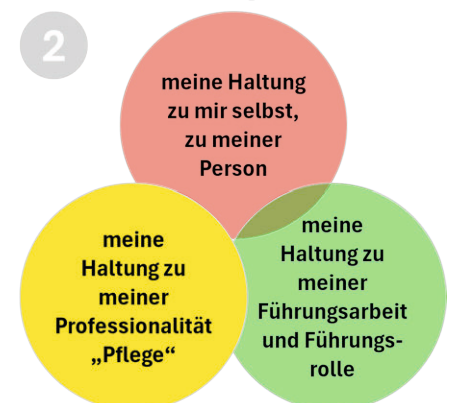 2
meine Haltung
zu mir selbst,
zu meiner
Person
meine
Haltung zu
meiner
Professionalität
„Pflege“
meine
Haltung zu
meiner
Führungsarbeit
und Führungs-
rolle